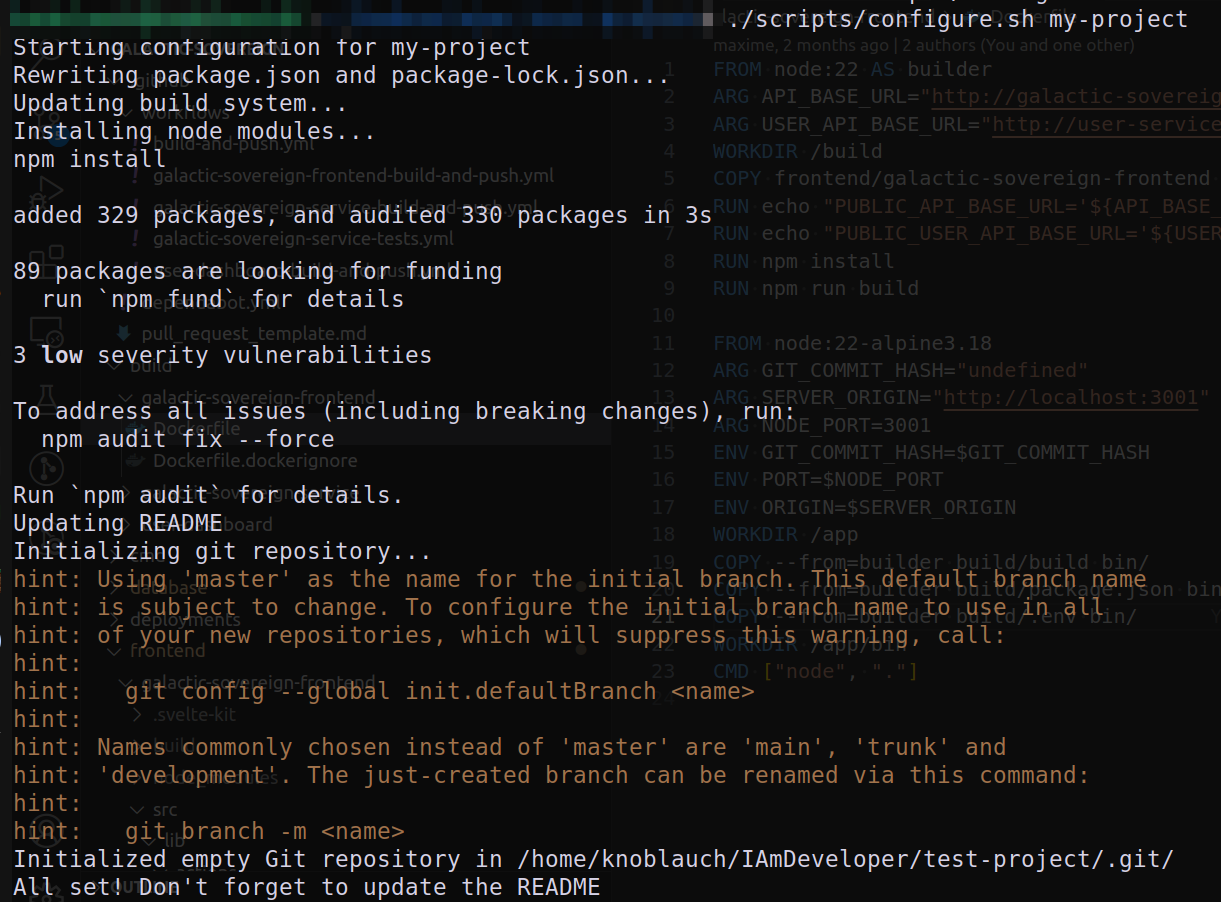 ./scripts/configure.sh my-project
Starting configuration for my-project
Rewriting package.json and package-lock.json...
Updating build system...
Installing node modules...
npm install
added 329 packages, and audited 330 packages in 3s
89 packages are looking for funding
run `npm fund` for details
3 low severity vulnerabilities
To address all issues (including breaking changes), run:
npm audit fix --force
Run `npm audit` for details.
Updating README
Initializing git repository...
hint: Using 'master' as the name for the initial branch. This default branch name
hint: is subject to change. To configure the initial branch name to use in all
hint: of your new repositories, which will suppress this warning, call:
hint:
hint: git config --global init.defaultBranch <name>
hint:
hint: Names commonly chosen instead of 'master' are 'main', 'trunk' and
hint: 'development'. The just-created branch can be renamed via this command:
hint:
hint: git branch -m <name>
Initialized empty Git repository in /home/knoblauch/IAmDeveloper/test-project/.git/
All set! Don't forget to update the README
GALACTIC-SOVEREIGN
workflows
build-and-push.yml
galactic-sovereign-frontend-build-and-push.yml
galactic-sovereign-service-build-and-push.yml
galactic-sovereign-service-tests.yml
dependabot.yml
pull_request_template.md
build
galactic-sovereign-frontend
Dockerfile
Dockerfile.dockerignore
galactic-sovereign-service
database
deployments
frontend
galactic-sovereign-frontend
.svelte-kit
build
src
lib
maxime, 2 months ago | 2 authors (You and one other)
1 FROM node:22 AS builder
2 ARG API_BASE_URL="http://galactic-sovereig
3 ARG USER_API_BASE_URL="http://user-service
4 WORKDIR /build
5 COPY frontend/galactic-sovereign-frontend
6 RUN echo "PUBLIC_API_BASE_URL='${API_BASE_
7 RUN echo "PUBLIC_USER_API_BASE_URL='${USER
8 RUN npm install
9 RUN npm run build
10
11 FROM node:22-alpine3.18
12 ARG GIT_COMMIT_HASH="undefined"
13 ARG SERVER_ORIGIN="http://localhost:3001"
14 ARG NODE_PORT=3001
15 ENV GIT_COMMIT_HASH=$GIT_COMMIT_HASH
16 ENV PORT=$NODE_PORT
17 ENV ORIGIN=$SERVER_ORIGIN
18 WORKDIR /app
19 COPY --from=builder build/build bin/
20 COPY --from=builder build/package.json bin
21 COPY --from=builder build/.env bin/
22 WORKDIR /app/bin
23 CMD ["node", "."]
24